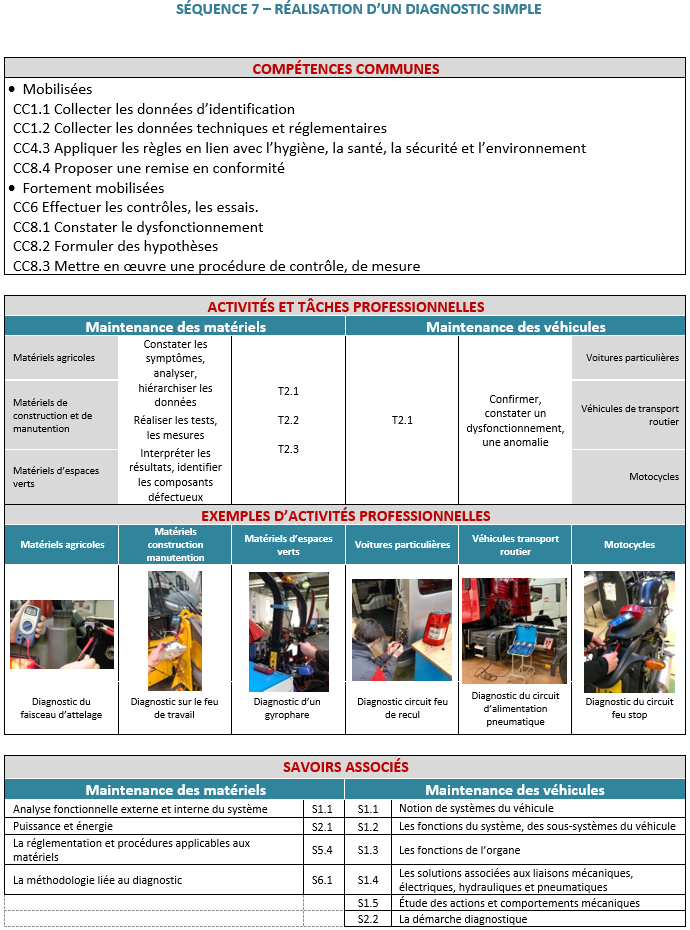 SÉQUENCE 7 – RÉALISATION D’UN DIAGNOSTIC SIMPLE
COMPÉTENCES COMMUNES
• Mobilisées
CC1.1 Collecter les données d’identification
CC1.2 Collecter les données techniques et réglementaires
CC4.3 Appliquer les règles en lien avec l’hygiène, la santé, la sécurité et l’environnement
CC8.4 Proposer une remise en conformité
• Fortement mobilisées
CC6 Effectuer les contrôles, les essais.
CC8.1 Constater le dysfonctionnement
CC8.2 Formuler des hypothèses
CC8.3 Mettre en œuvre une procédure de contrôle, de mesure
ACTIVITÉS ET TÂCHES PROFESSIONNELLES
Maintenance des matériels
Maintenance des véhicules
Matériels agricoles
Matériels de
construction et de
manutention
Matériels d’espaces
verts
Constater les
symptômes,
analyser,
hiérarchiser les
données
Réaliser les tests,
les mesures
Interpréter les
résultats, identifier
les composants
défectueux
T2.1
T2.2
T2.3
T2.1
Confirmer,
constater un
dysfonctionnement,
une anomalie
Voitures particulières
Véhicules de transport
routier
Motocycles
EXEMPLES D’ACTIVITÉS PROFESSIONNELLES
Matériels agricoles
Matériels
construction
manutention
Matériels d’espaces
verts
Voitures particulières
Véhicules transport
routier
Motocycles
Diagnostic du
faisceau d’attelage
Diagnostic sur le feu
de travail
Diagnostic d’un
gyrophare
Diagnostic circuit feu
de recul
Diagnostic du circuit
d’alimentation
pneumatique
Diagnostic du circuit
feu stop
SAVOIRS ASSOCIÉS
Maintenance des matériels
Maintenance des véhicules
Analyse fonctionnelle externe et interne du système S1.1 S1.1 Notion de systèmes du véhicule
Puissance et énergie S2.1 S1.2 Les fonctions du système, des sous-systèmes du véhicule
La réglementation et procédures applicables aux
matériels S5.4 S1.3 Les fonctions de l’organe
La méthodologie liée au diagnostic S6.1 S1.4 Les solutions associées aux liaisons mécaniques,
électriques, hydrauliques et pneumatiques
S1.5 Étude des actions et comportements mécaniques
S2.2 La démarche diagnostique